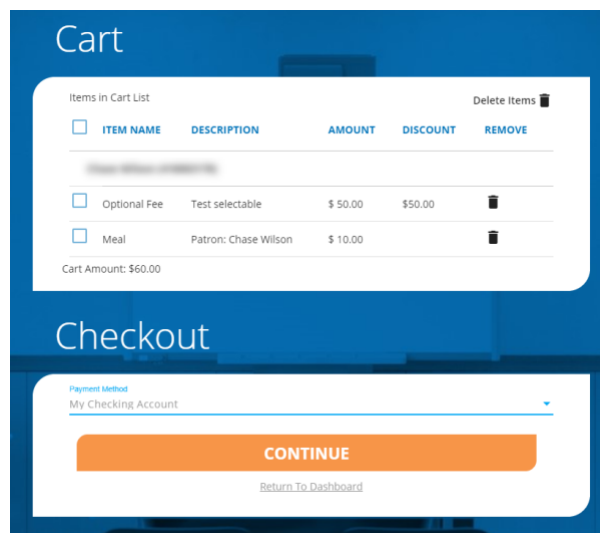 Cart
Items in Cart List
Delete Items
ITEM NAME DESCRIPTION AMOUNT DISCOUNT REMOVE
Optional Fee Test selectable $ 50.00 $50.00
Meal Patron: Chase Wilson $ 10.00
Cart Amount: $60.00
Checkout
Payment Method
My Checking Account
CONTINUE
Return To Dashboard